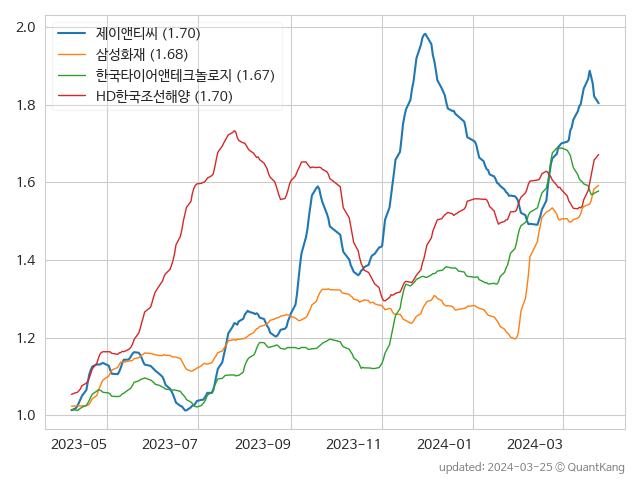 제이앤티씨 (1.70)
삼성화재 (1.68)
한국타이어앤테크놀로지 (1.67)
HD한국조선해양 (1.70)
2.0
1.8
1.6
1.4
1.2
1.0
2023-05 2023-07 2023-09 2023-11 2024-01 2024-03
updated: 2024-03-25 © QuantKang